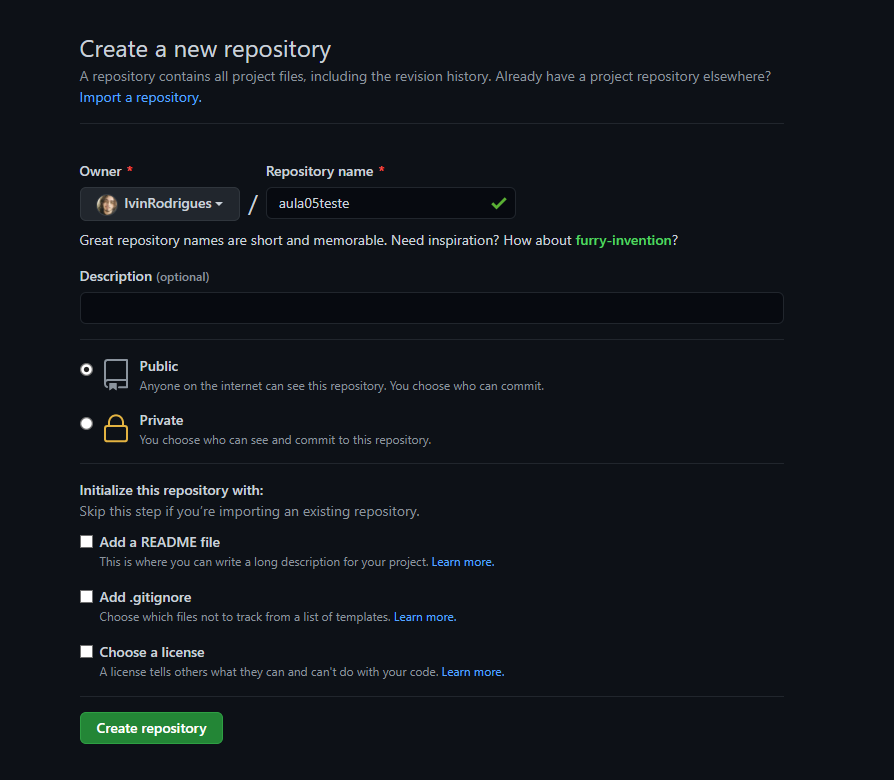 Create a new repository
A repository contains all project files, including the revision history. Already have a project repository elsewhere?
Import a repository.
Owner * Repository name *
IvinRodrigues / aula05teste
Great repository names are short and memorable. Need inspiration? How about furry-invention?
Description (optional)
Public
Anyone on the internet can see this repository. You choose who can commit.
Private
You choose who can see and commit to this repository.
Initialize this repository with:
Skip this step if you're importing an existing repository.
Add a README file
This is where you can write a long description for your project. Learn more.
Add .gitignore
Choose which files not to track from a list of templates. Learn more.
Choose a license
A license tells others what they can and can't do with your code. Learn more.
Create repository